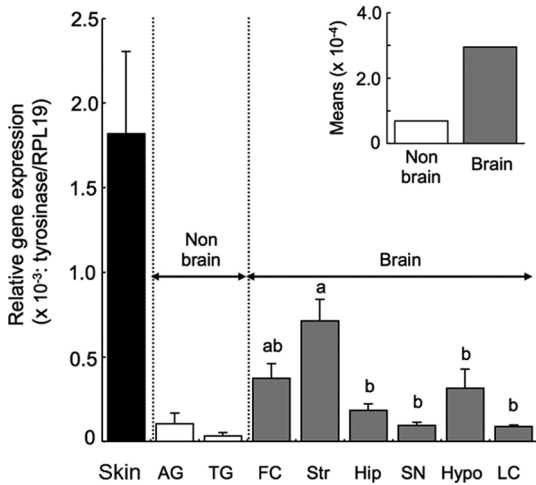 Relative gene expression
(x 10-3: tyrosinase/RPL19)
2.5
2.0
1.5
1.0
0.5
0
Non
brain
Brain
ab
a
b
b
b
b
Skin
AG
TG
FC
Str
Hip
SN
Hypo
LC
Means (x 10-4)
4.0
2.0
0
Non
brain
Brain